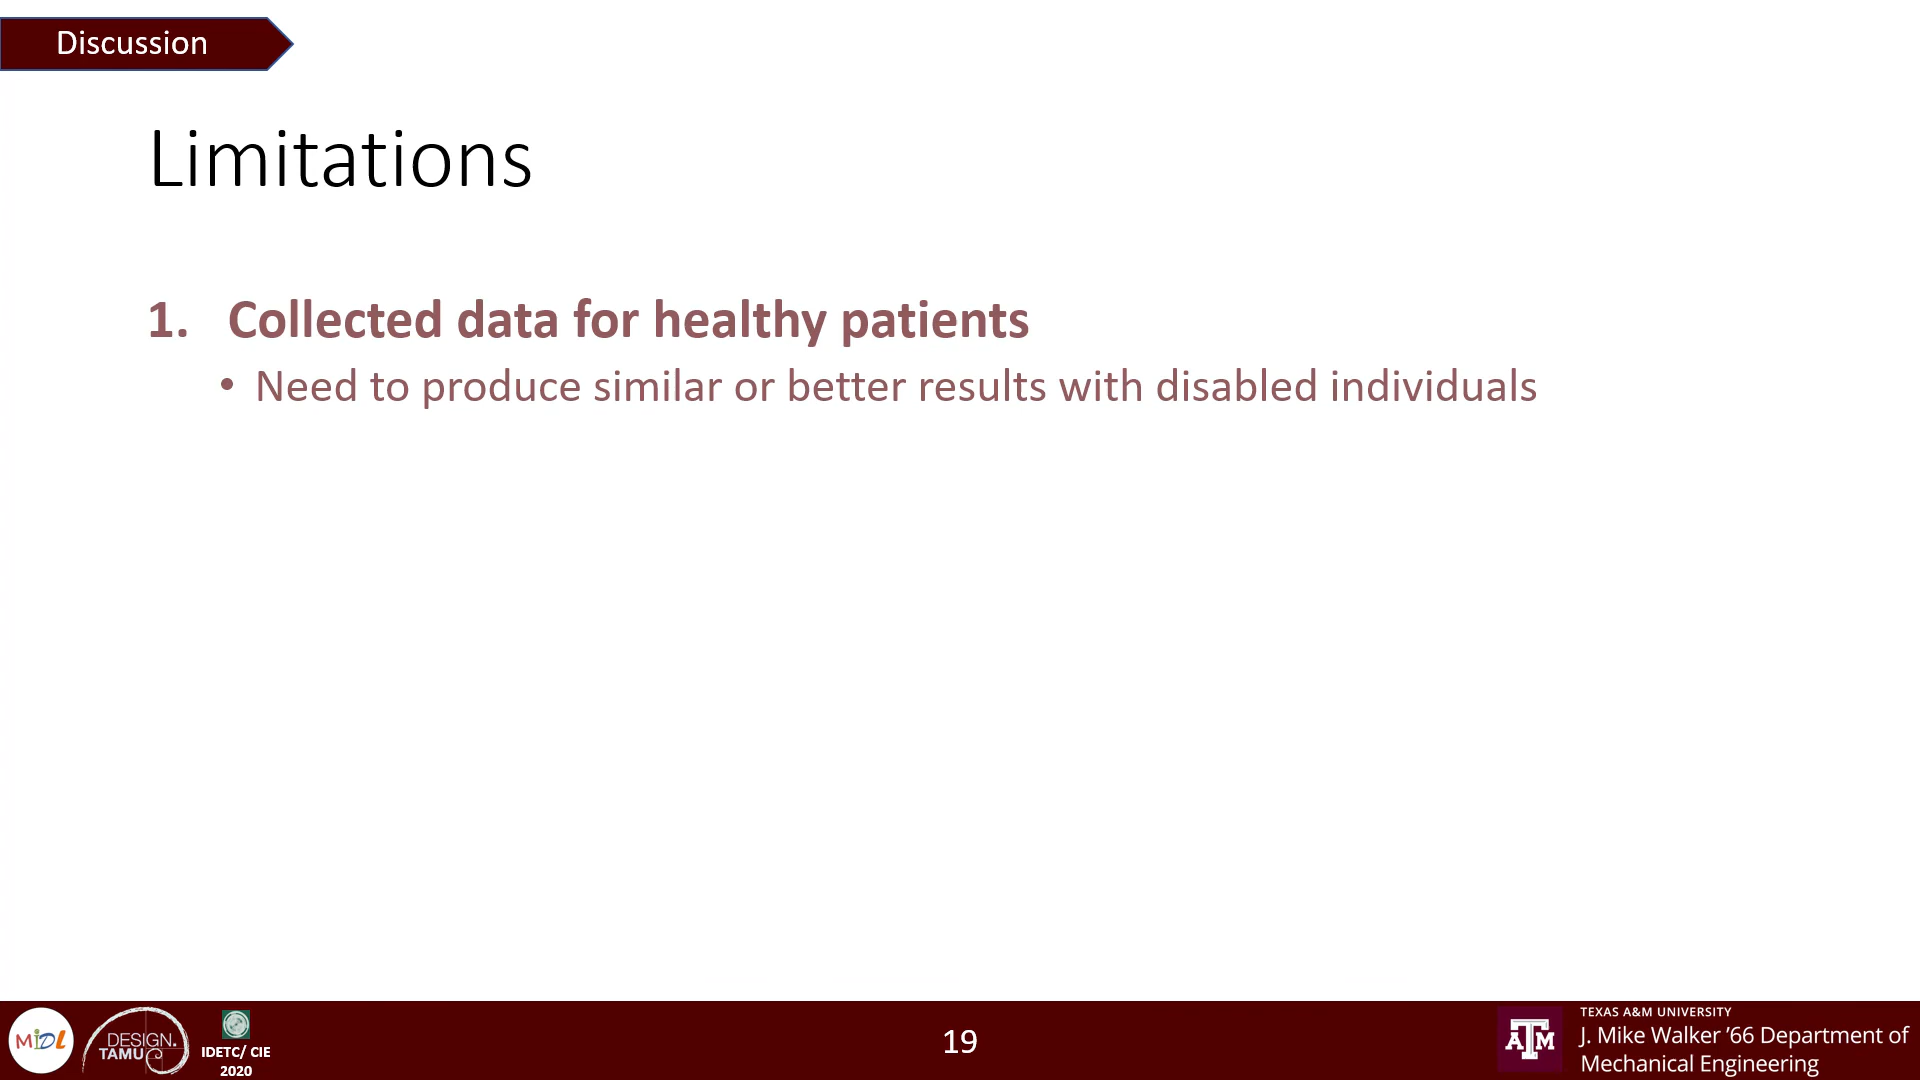 Discussion
Limitations
1. Collected data for healthy patients
• Need to produce similar or better results with disabled individuals
MiDL
DESIGN.
TAMU
IDETC/ CIE
2020
19
ATM
TEXAS A&M UNIVERSITY
J. Mike Walker ’66 Department of
Mechanical Engineering